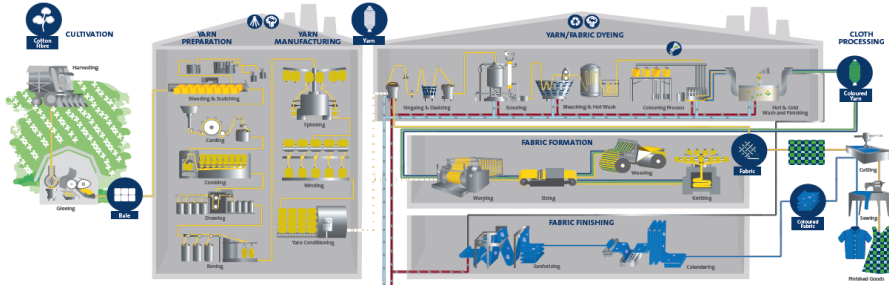 Cotton
Fibre
CULTIVATION
Harvesting
Ginning
Bale
YARN
PREPARATION
Blending & Scutching
Carding
Combing
Drawing
Roving
YARN
MANUFACTURING
Spinning
Winding
Yarn Conditioning
Yarn
YARN/FABRIC DYEING
Singeing & Desizing
Scouring
Bleaching & Hot Wash
Colouring Process
Hot & Cold
Wash and Finishing
FABRIC FORMATION
Warping
Sizing
Weaving
Knitting
Fabric
FABRIC FINISHING
Sanforizing
Calendering
CLOTH
PROCESSING
Coloured
Yarn
Cutting
Coloured
Fabric
Sewing
Finished Goods